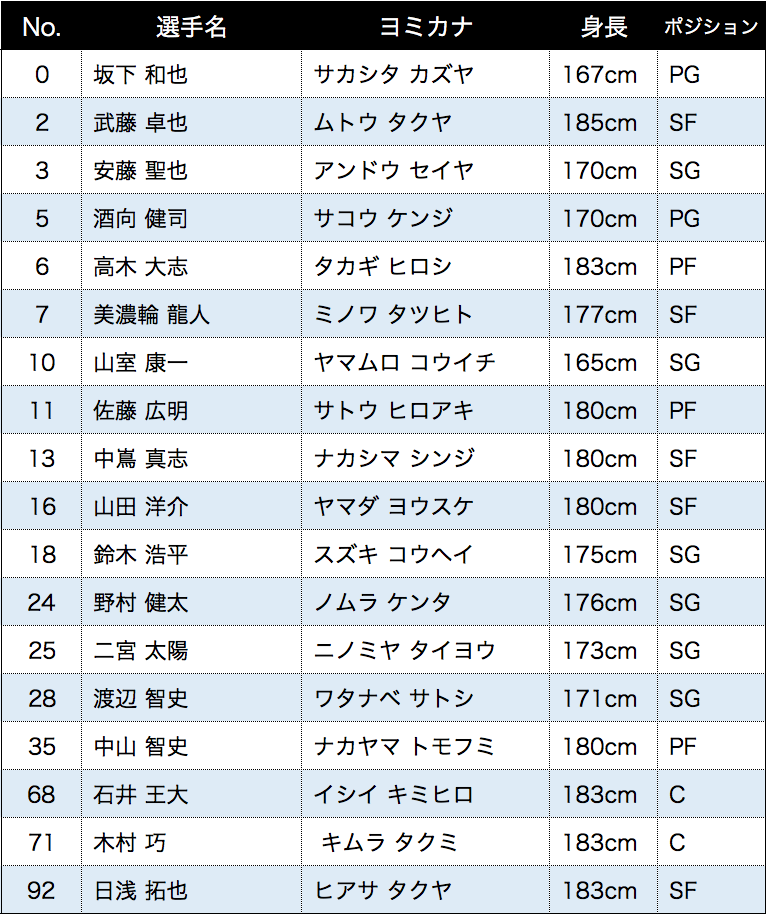 No. 選手名 ヨミカナ 身長 ポジション
0 坂下 和也 サカシタ カズヤ 167cm PG
2 武藤 卓也 ムトウ タクヤ 185cm SF
3 安藤 聖也 アンドウ セイヤ 170cm SG
5 酒向 健司 サコウ ケンジ 170cm PG
6 高木 大志 タカギ ヒロシ 183cm PF
7 美濃輪 龍人 ミノワ タツヒト 177cm SF
10 山室 康一 ヤマムロ コウイチ 165cm SG
11 佐藤 広明 サトウ ヒロアキ 180cm PF
13 中嶌 真志 ナカシマ シンジ 180cm SF
16 山田 洋介 ヤマダ ヨウスケ 180cm SF
18 鈴木 浩平 スズキ コウヘイ 175cm SG
24 野村 健太 ノムラ ケンタ 176cm SG
25 二宮 太陽 ニノミヤ タイヨウ 173cm SG
28 渡辺 智史 ワタナベ サトシ 171cm SG
35 中山 智史 ナカヤマ トモフミ 180cm PF
68 石井 王大 イシイ キミヒロ 183cm C
71 木村 巧 キムラ タクミ 183cm C
92 日浅 拓也 ヒアサ タクヤ 183cm SF